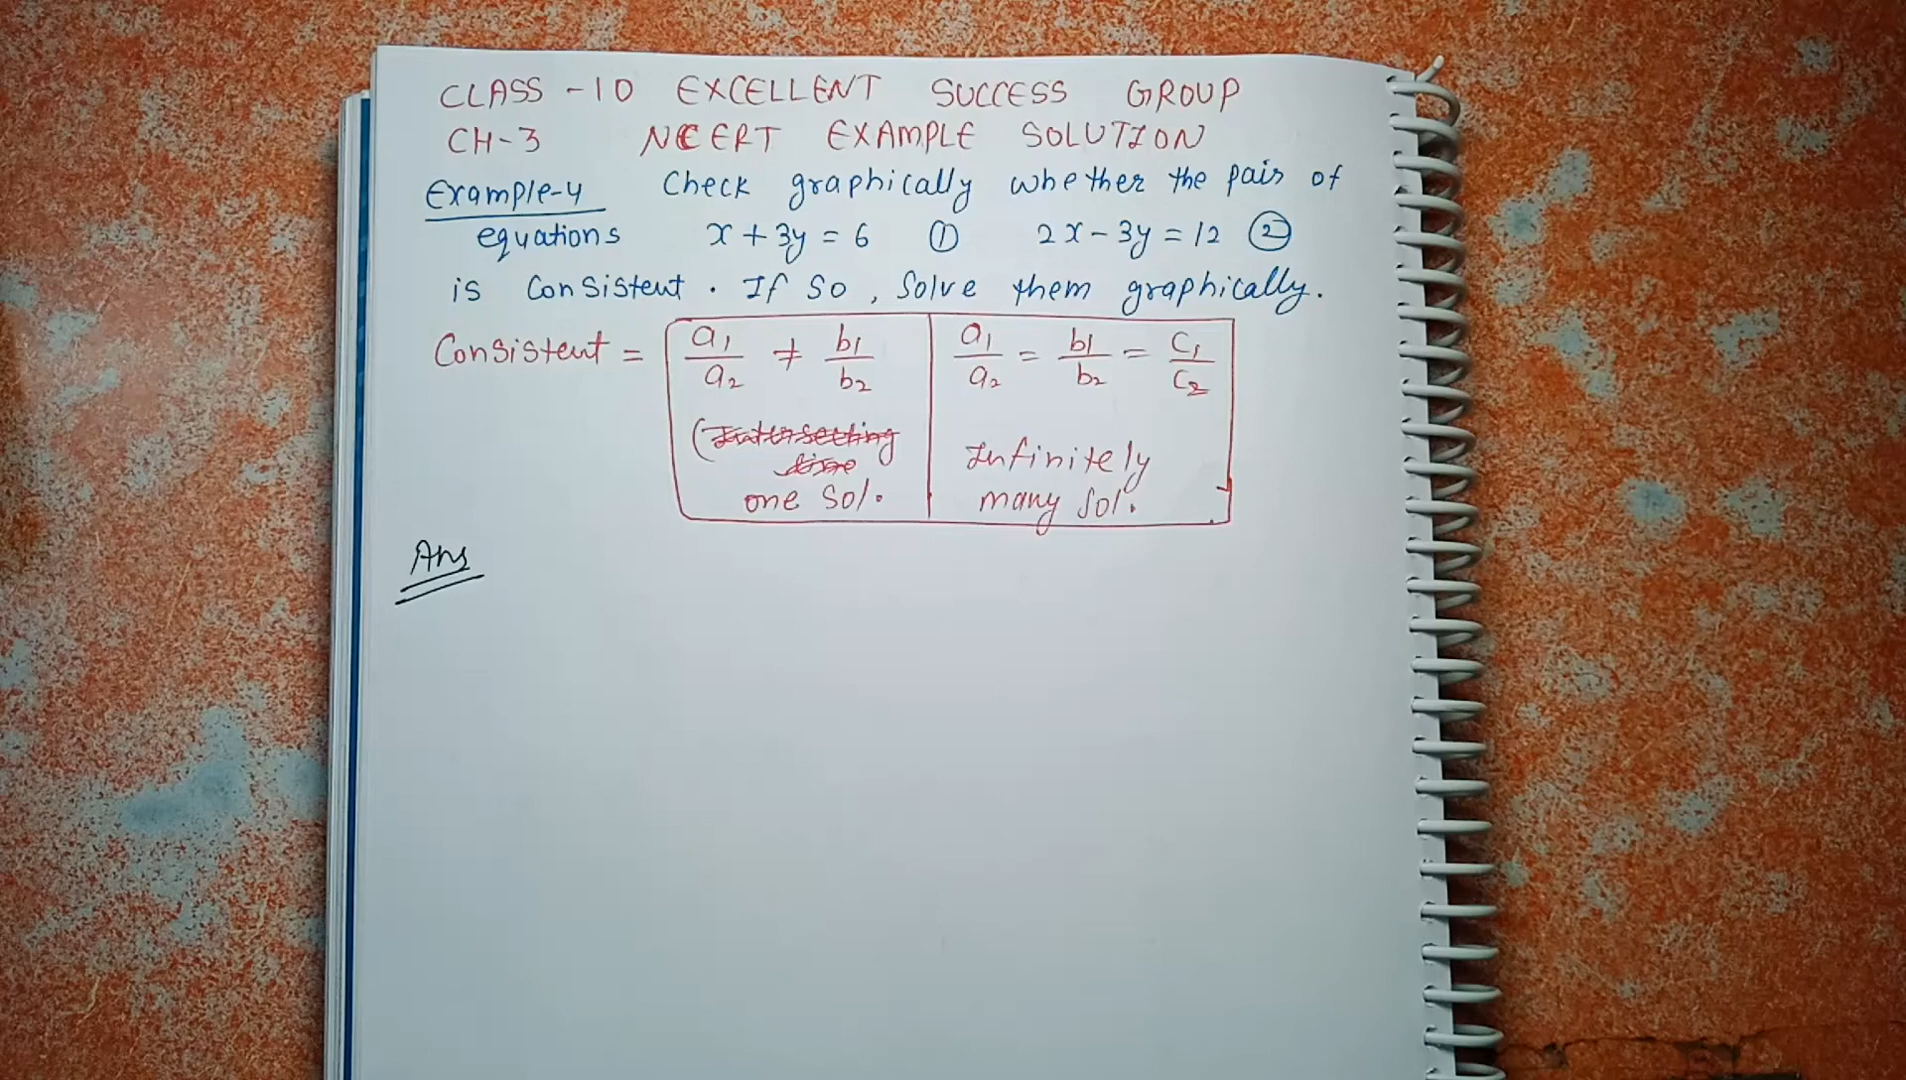 CLASS - 10 EXCELLENT SUCCESS GROUP
CH-3 NCERT EXAMPLE SOLUTION
Example-4 Check graphically whether the pair of
equations x + 3y = 6 ① 2x - 3y = 12 ②
is Consistent. If So, Solve them graphically.
Consistent = a₁/a₂ ≠ b₁/b₂ a₁/a₂ = b₁/b₂ = c₁/c₂
(Intersecting Infinitely
line
one Sol. many Sol.
Ans